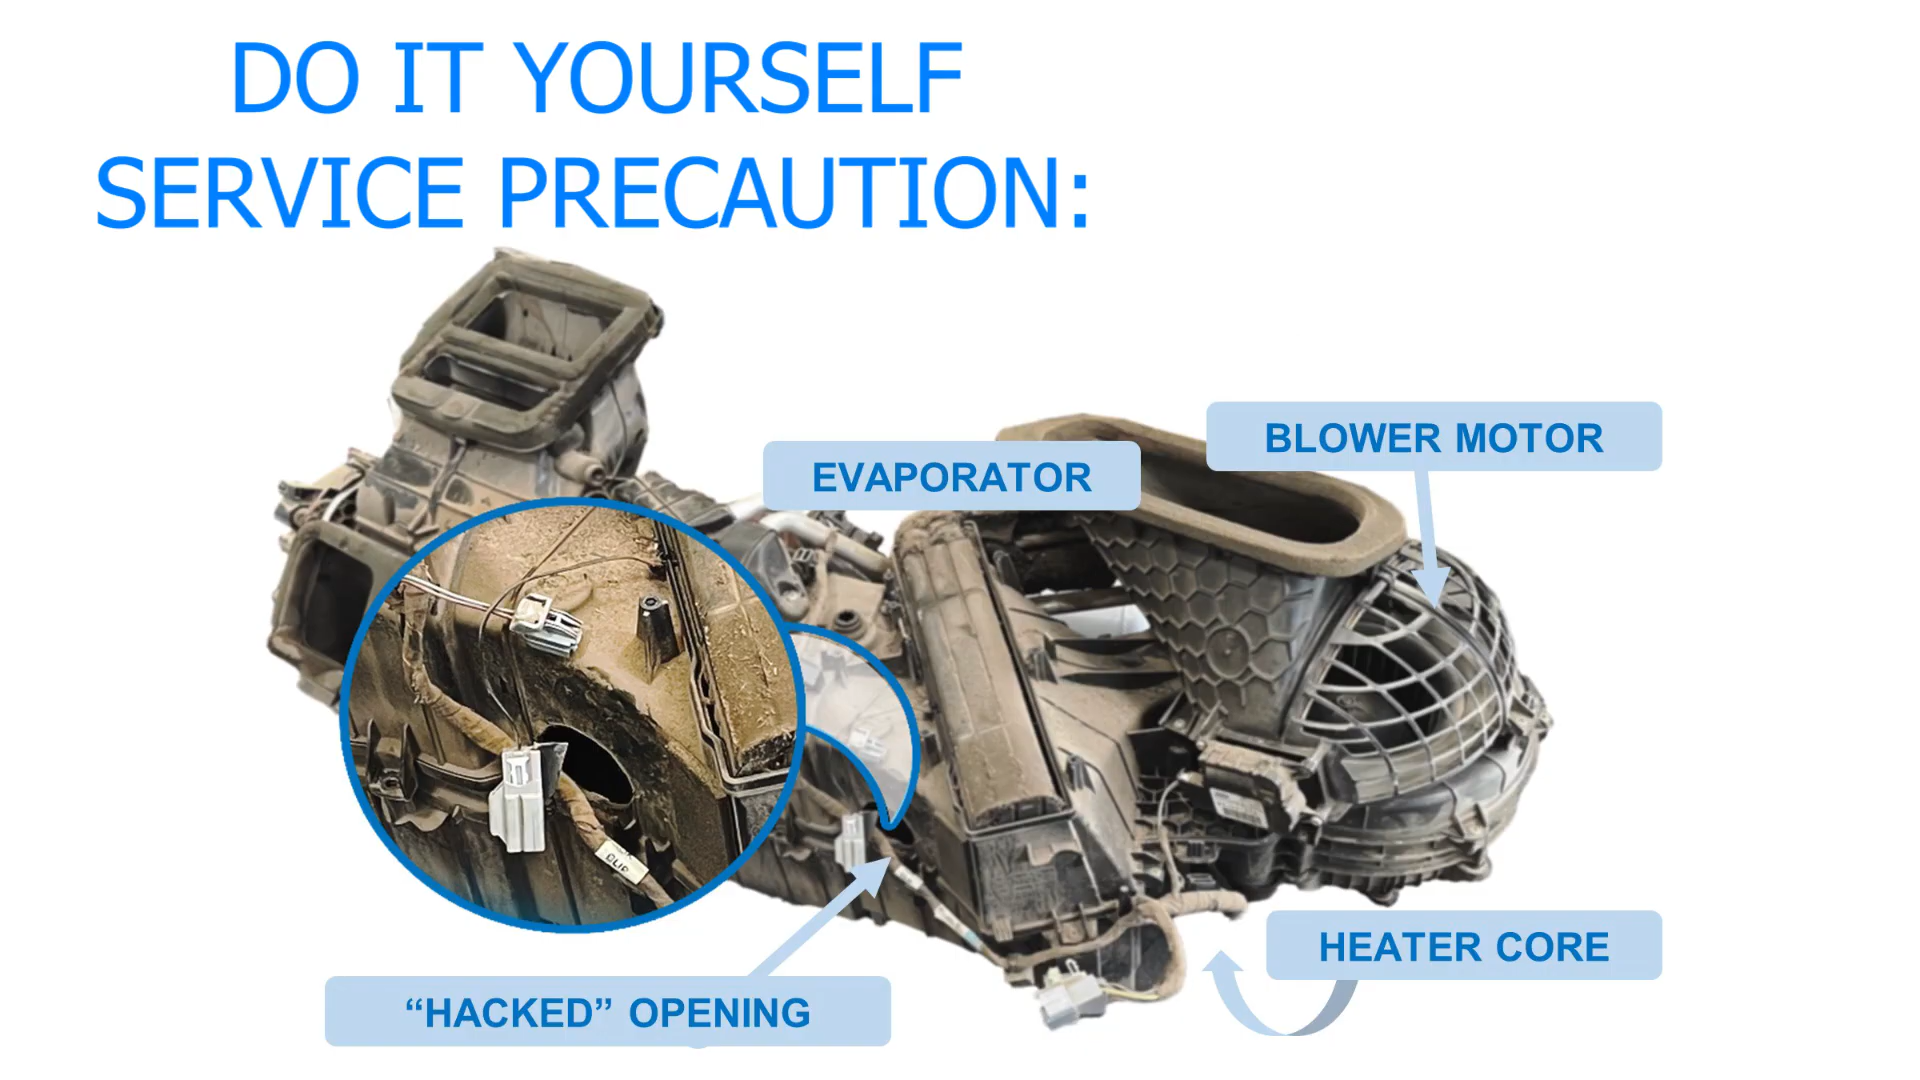 DO IT YOURSELF
SERVICE PRECAUTION:
EVAPORATOR
BLOWER MOTOR
HEATER CORE
“HACKED” OPENING